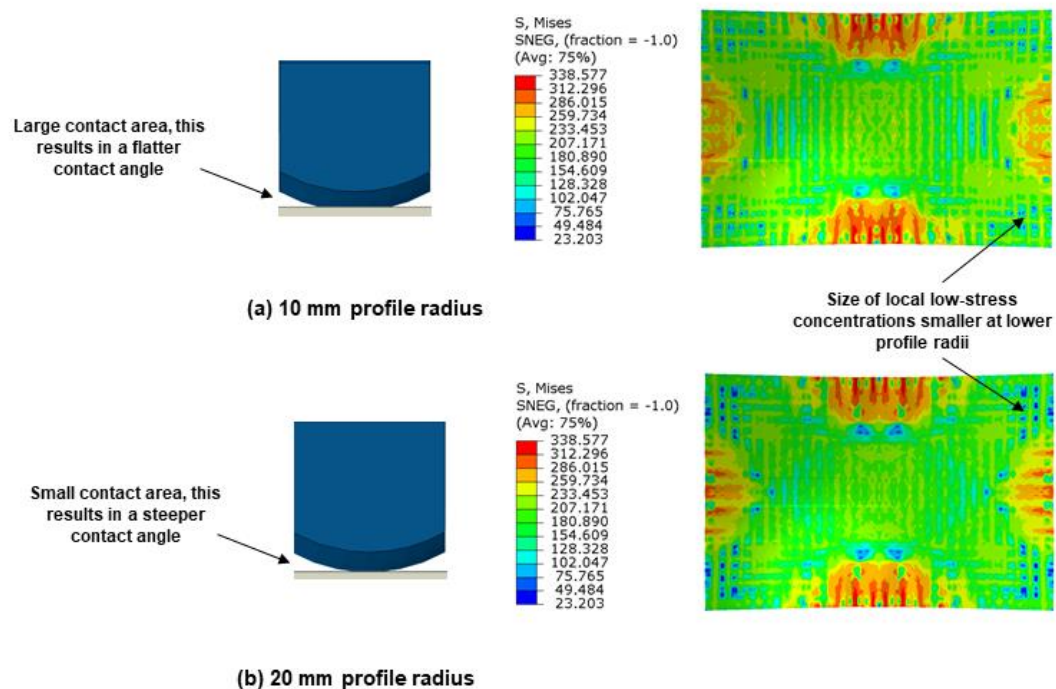 Large contact area, this
results in a flatter
contact angle
S, Mises
SNEG, (fraction = -1.0)
(Avg: 75%)
338.577
312.296
286.015
259.734
233.453
207.171
180.890
154.609
128.328
102.047
75.765
49.484
23.203
(a) 10 mm profile radius
Size of local low-stress
concentrations smaller at lower
profile radii
Small contact area, this
results in a steeper
contact angle
S, Mises
SNEG, (fraction = -1.0)
(Avg: 75%)
338.577
312.296
286.015
259.734
233.453
207.171
180.890
154.609
128.328
102.047
75.765
49.484
23.203
(b) 20 mm profile radius